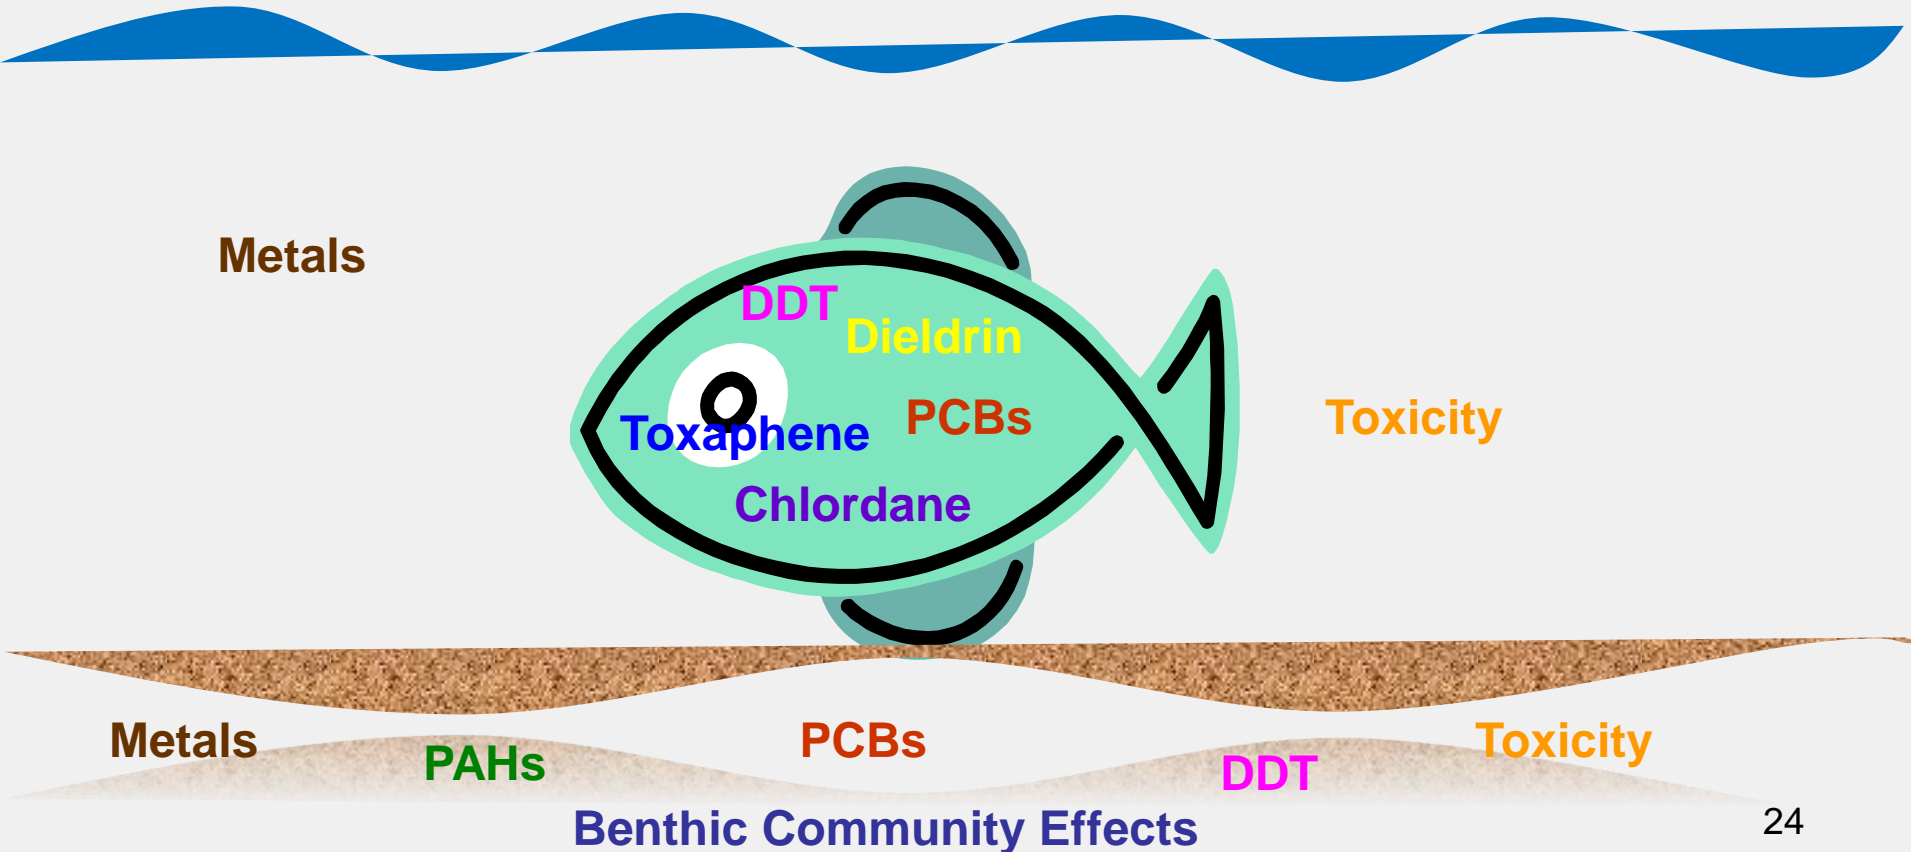 Metals
DDT
Dieldrin
PCBs
Toxicity
Toxaphene
Chlordane
Metals
PAHs
PCBs
DDT
Toxicity
Benthic Community Effects
24